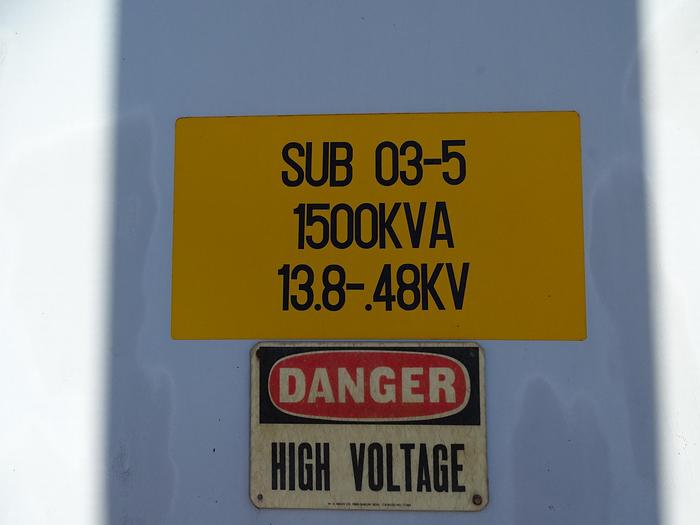 SUB 03-5
1500KVA
13.8-.48KV
DANGER
HIGH VOLTAGE